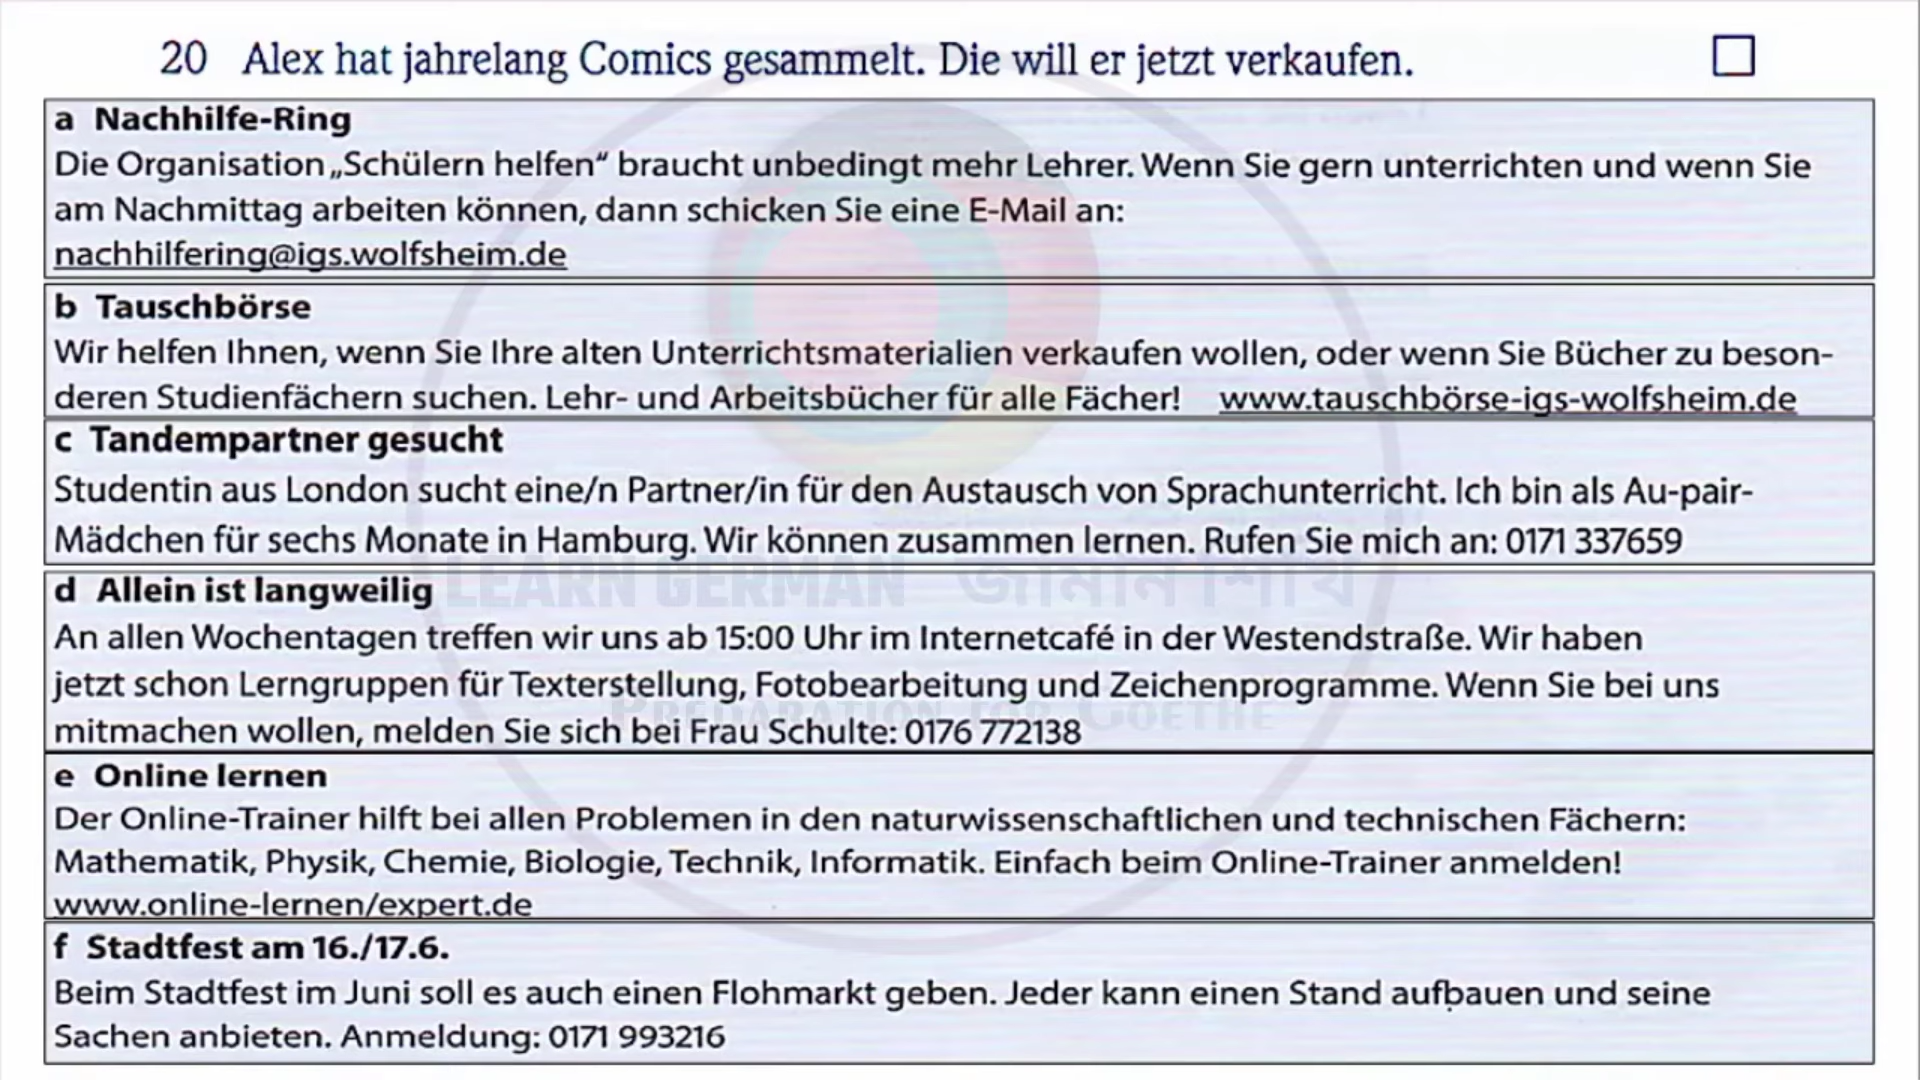 20 Alex hat jahrelang Comics gesammelt. Die will er jetzt verkaufen.
a Nachhilfe-Ring
Die Organisation „Schülern helfen“ braucht unbedingt mehr Lehrer. Wenn Sie gern unterrichten und wenn Sie
am Nachmittag arbeiten können, dann schicken Sie eine E-Mail an:
nachhilfering@igs.wolfsheim.de
b Tauschbörse
Wir helfen Ihnen, wenn Sie Ihre alten Unterrichtsmaterialien verkaufen wollen, oder wenn Sie Bücher zu beson-
deren Studienfächern suchen. Lehr- und Arbeitsbücher für alle Fächer! www.tauschbörse-igs-wolfsheim.de
c Tandempartner gesucht
Studentin aus London sucht eine/n Partner/in für den Austausch von Sprachunterricht. Ich bin als Au-pair-
Mädchen für sechs Monate in Hamburg. Wir können zusammen lernen. Rufen Sie mich an: 0171 337659
LEARN GERMAN জার্মান শিখি
d Allein ist langweilig
An allen Wochentagen treffen wir uns ab 15:00 Uhr im Internetcafé in der Westendstraße. Wir haben
jetzt schon Lerngruppen für Texterstellung, Fotobearbeitung und Zeichenprogramme. Wenn Sie bei uns
PREPARATION FOR GOETHE
mitmachen wollen, melden Sie sich bei Frau Schulte: 0176 772138
e Online lernen
Der Online-Trainer hilft bei allen Problemen in den naturwissenschaftlichen und technischen Fächern:
Mathematik, Physik, Chemie, Biologie, Technik, Informatik. Einfach beim Online-Trainer anmelden!
www.online-lernen/expert.de
f Stadtfest am 16./17.6.
Beim Stadtfest im Juni soll es auch einen Flohmarkt geben. Jeder kann einen Stand aufbauen und seine
Sachen anbieten. Anmeldung: 0171 993216